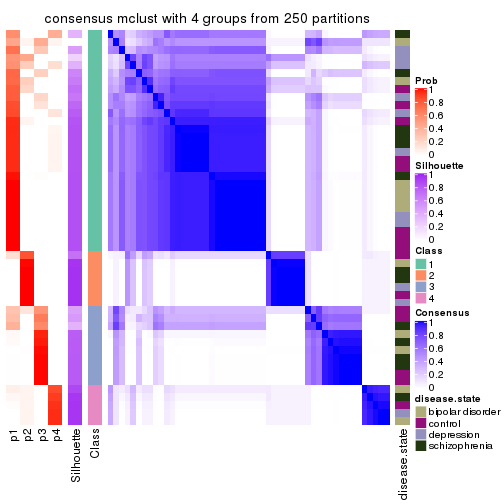 consensus mclust with 4 groups from 250 partitions
Prob
1
0.8
0.6
0.4
0.2
0
Silhouette
1
0.8
0.6
0.4
0.2
0
Class
1
2
3
4
Consensus
1
0.8
0.6
0.4
0.2
0
disease.state
bipolar disorder
control
depression
schizophrenia
p1
p2
p3
p4
Silhouette
Class
disease.state